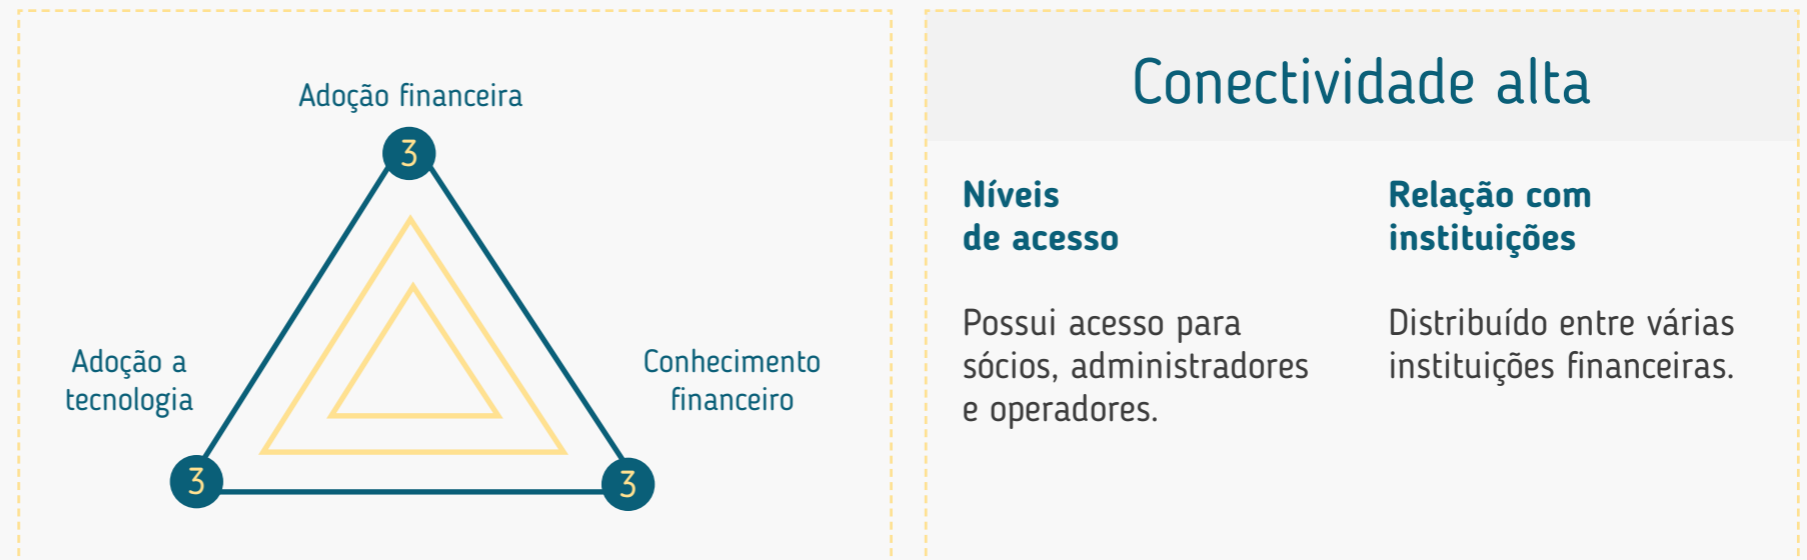 Adoção financeira
3
Adoção a
tecnologia
Conhecimento
financeiro
3
3
Conectividade alta
Níveis
de acesso
Possui acesso para
sócios, administradores
e operadores.
Relação com
instituições
Distribuído entre várias
instituições financeiras.